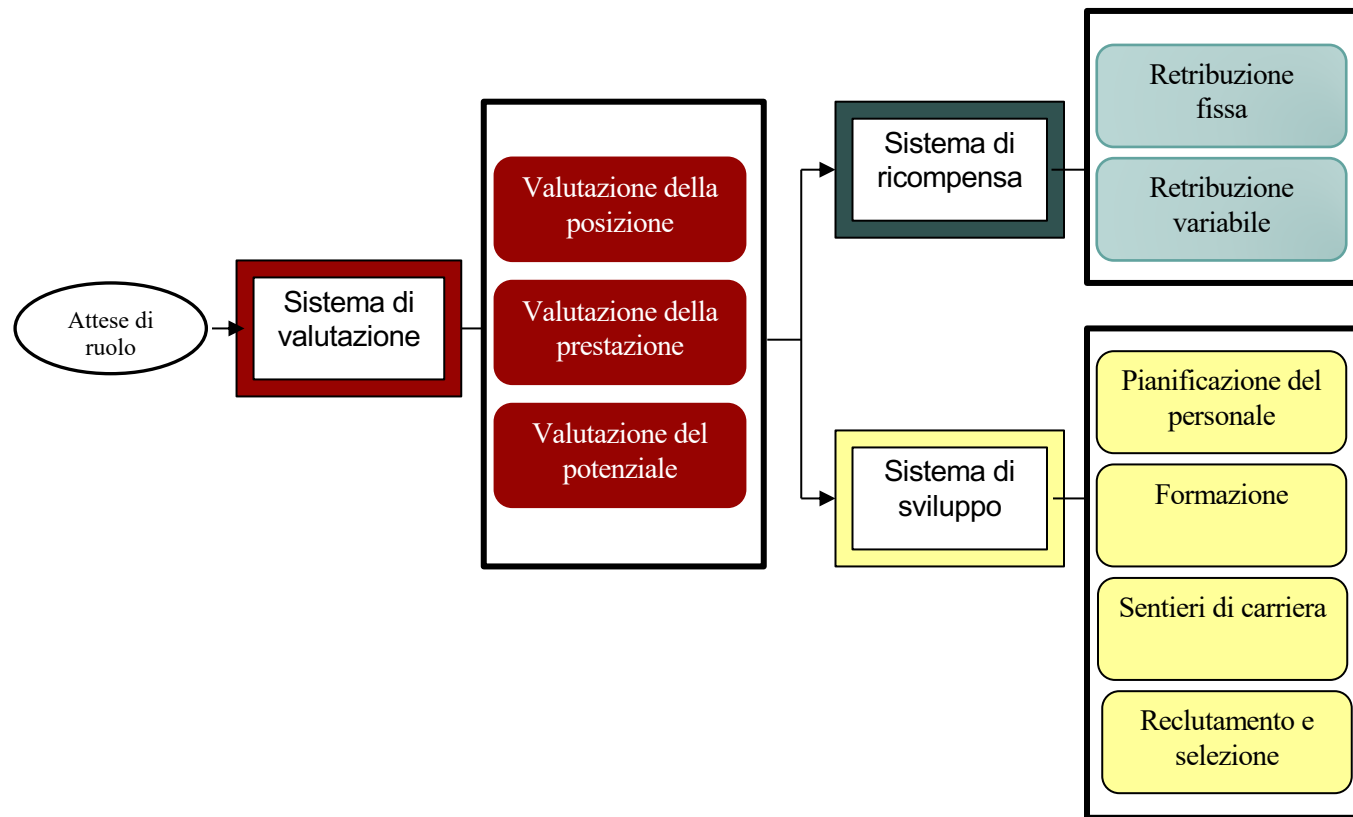 Attese di
ruolo
Sistema di
valutazione
Valutazione della
posizione
Valutazione della
prestazione
Valutazione del
potenziale
Sistema di
ricompensa
Retribuzione
fissa
Retribuzione
variabile
Sistema di
sviluppo
Pianificazione del
personale
Formazione
Sentieri di carriera
Reclutamento e
selezione